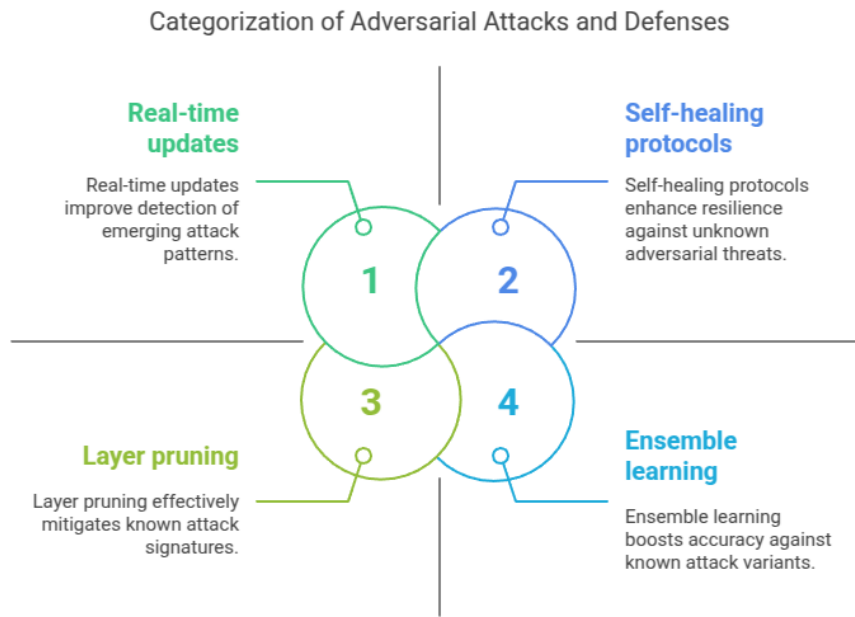 Categorization of Adversarial Attacks and Defenses
Real-time
updates
Real-time updates
improve detection of
emerging attack
patterns.
Self-healing
protocols
Self-healing protocols
enhance resilience
against unknown
adversarial threats.
1
2
3
4
Layer pruning
Layer pruning effectively
mitigates known attack
signatures.
Ensemble
learning
Ensemble learning
boosts accuracy against
known attack variants.